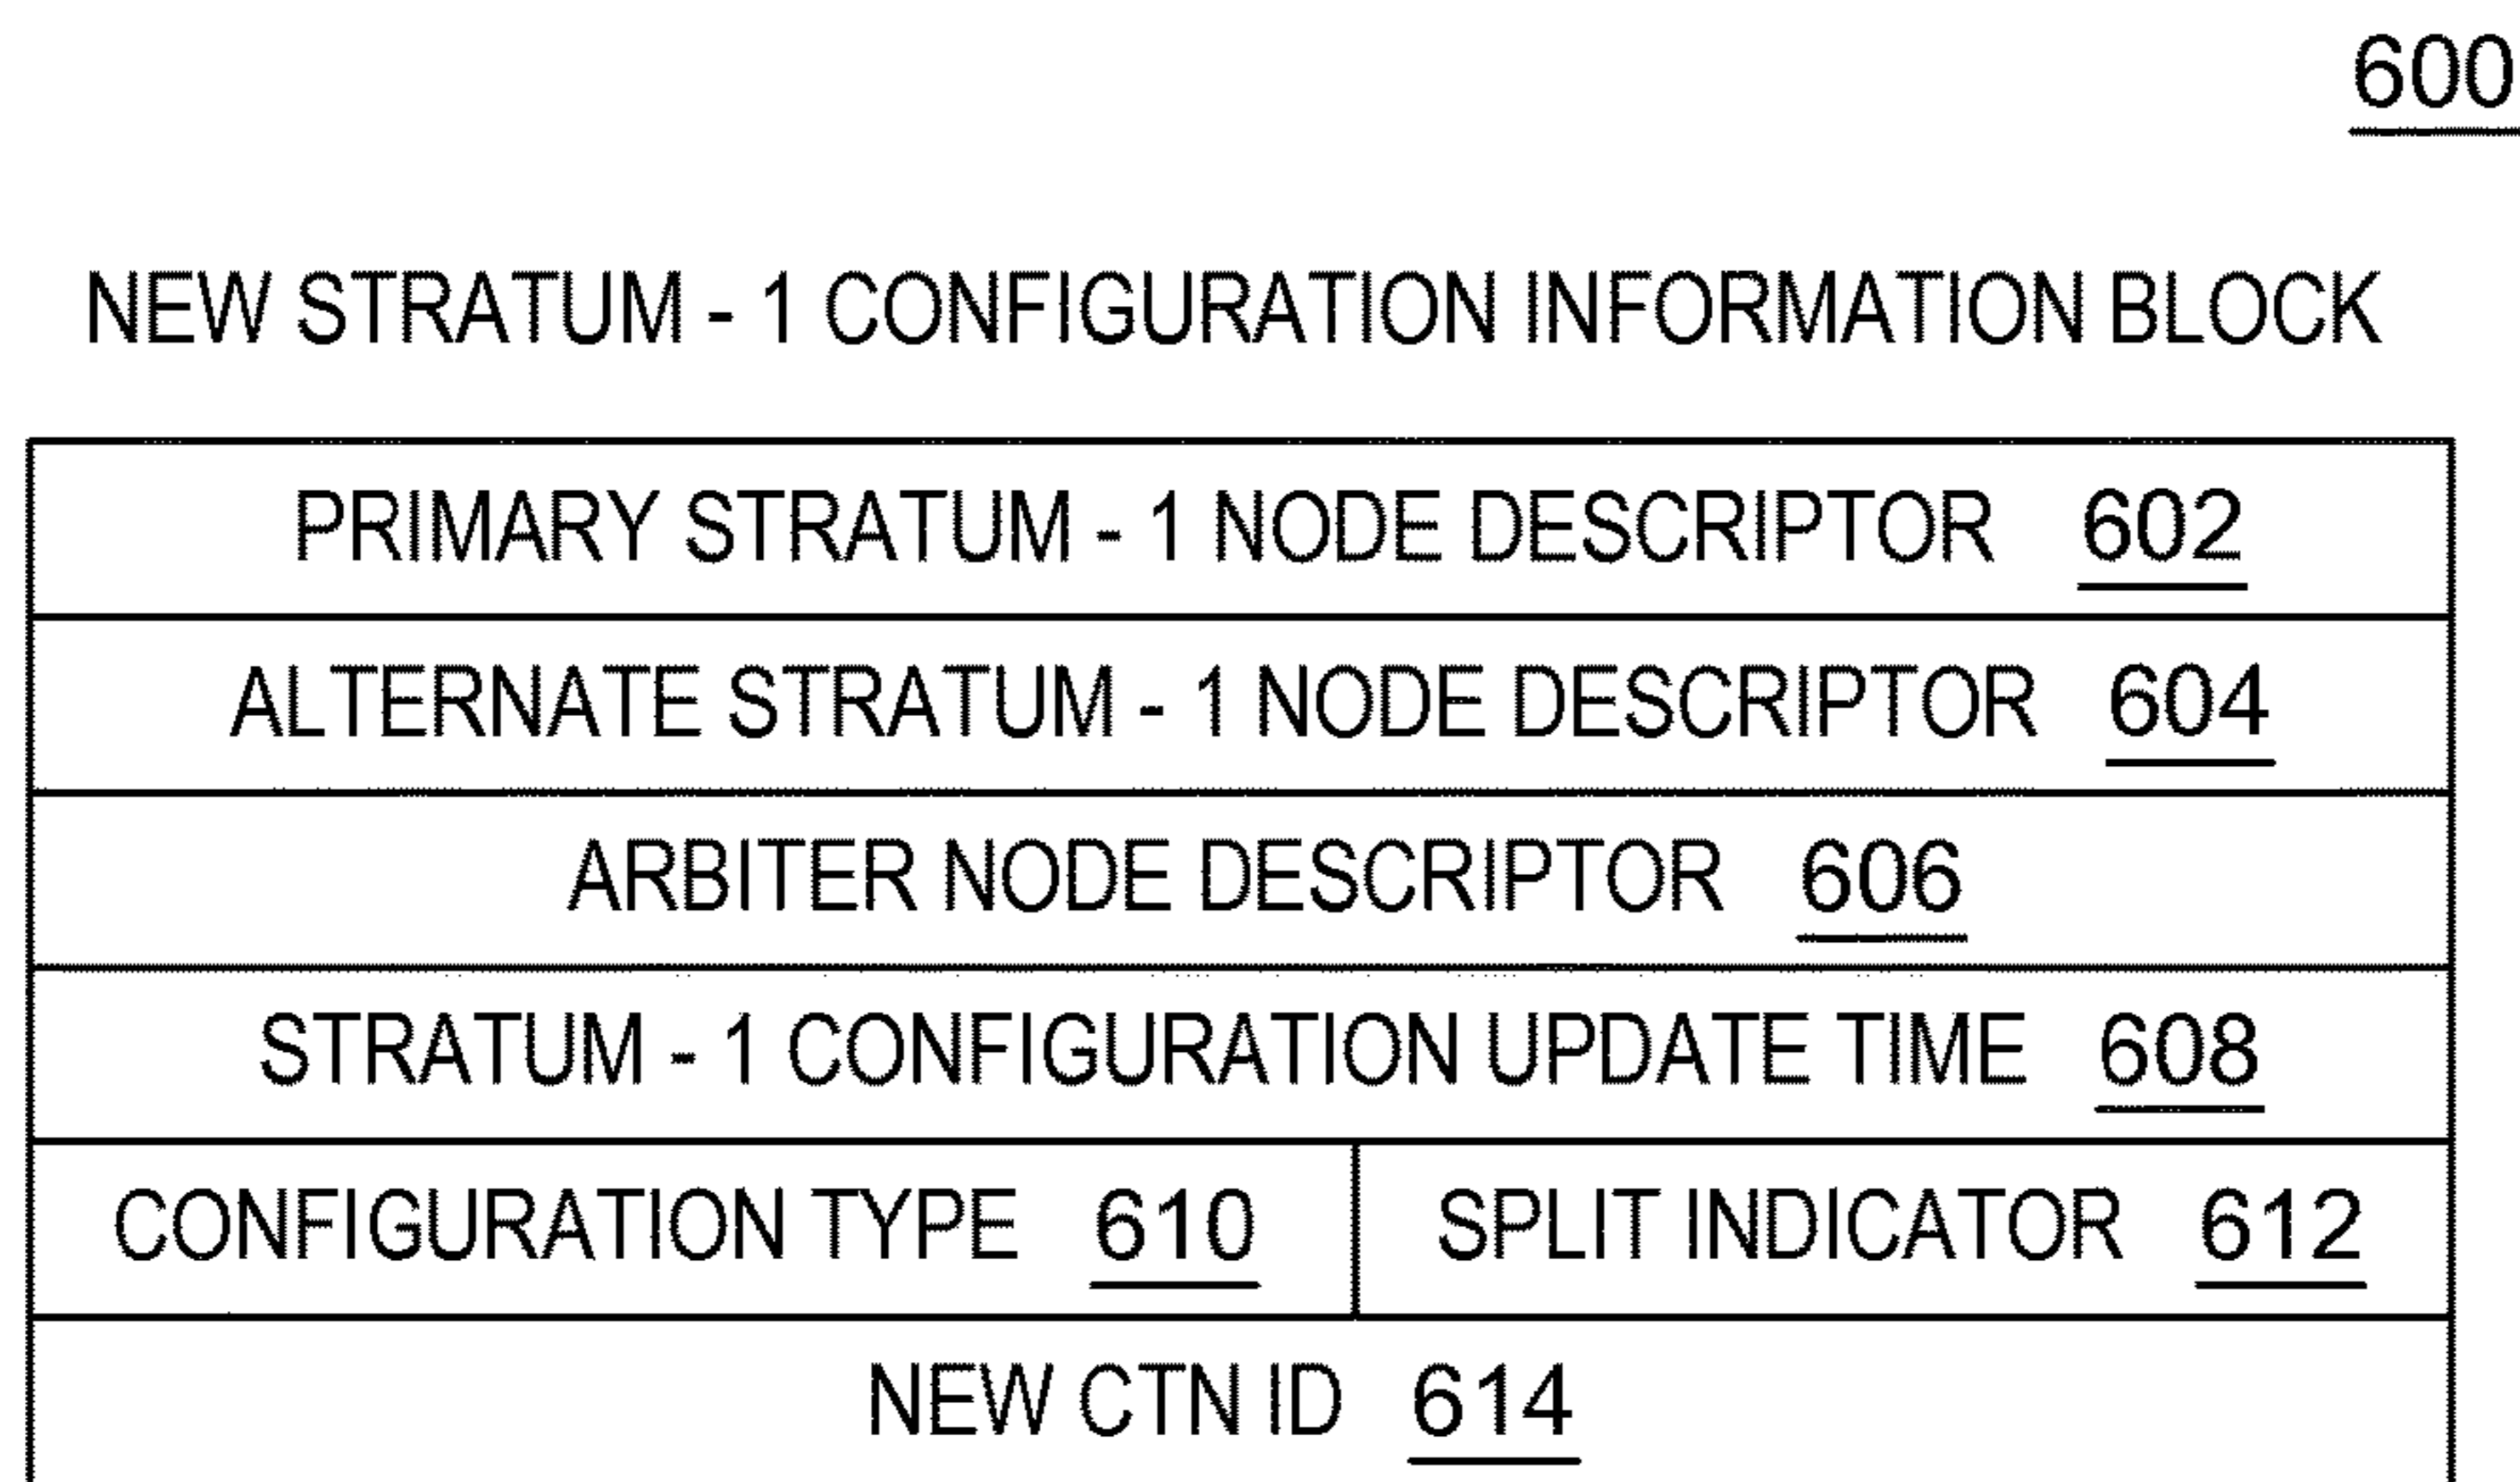 600
NEW STRATUM - 1 CONFIGURATION INFORMATION BLOCK
PRIMARY STRATUM - 1 NODE DESCRIPTOR 602
ALTERNATE STRATUM - 1 NODE DESCRIPTOR 604
ARBITER NODE DESCRIPTOR 606
STRATUM - 1 CONFIGURATION UPDATE TIME 608
CONFIGURATION TYPE 610 SPLIT INDICATOR 612
NEW CTN ID 614